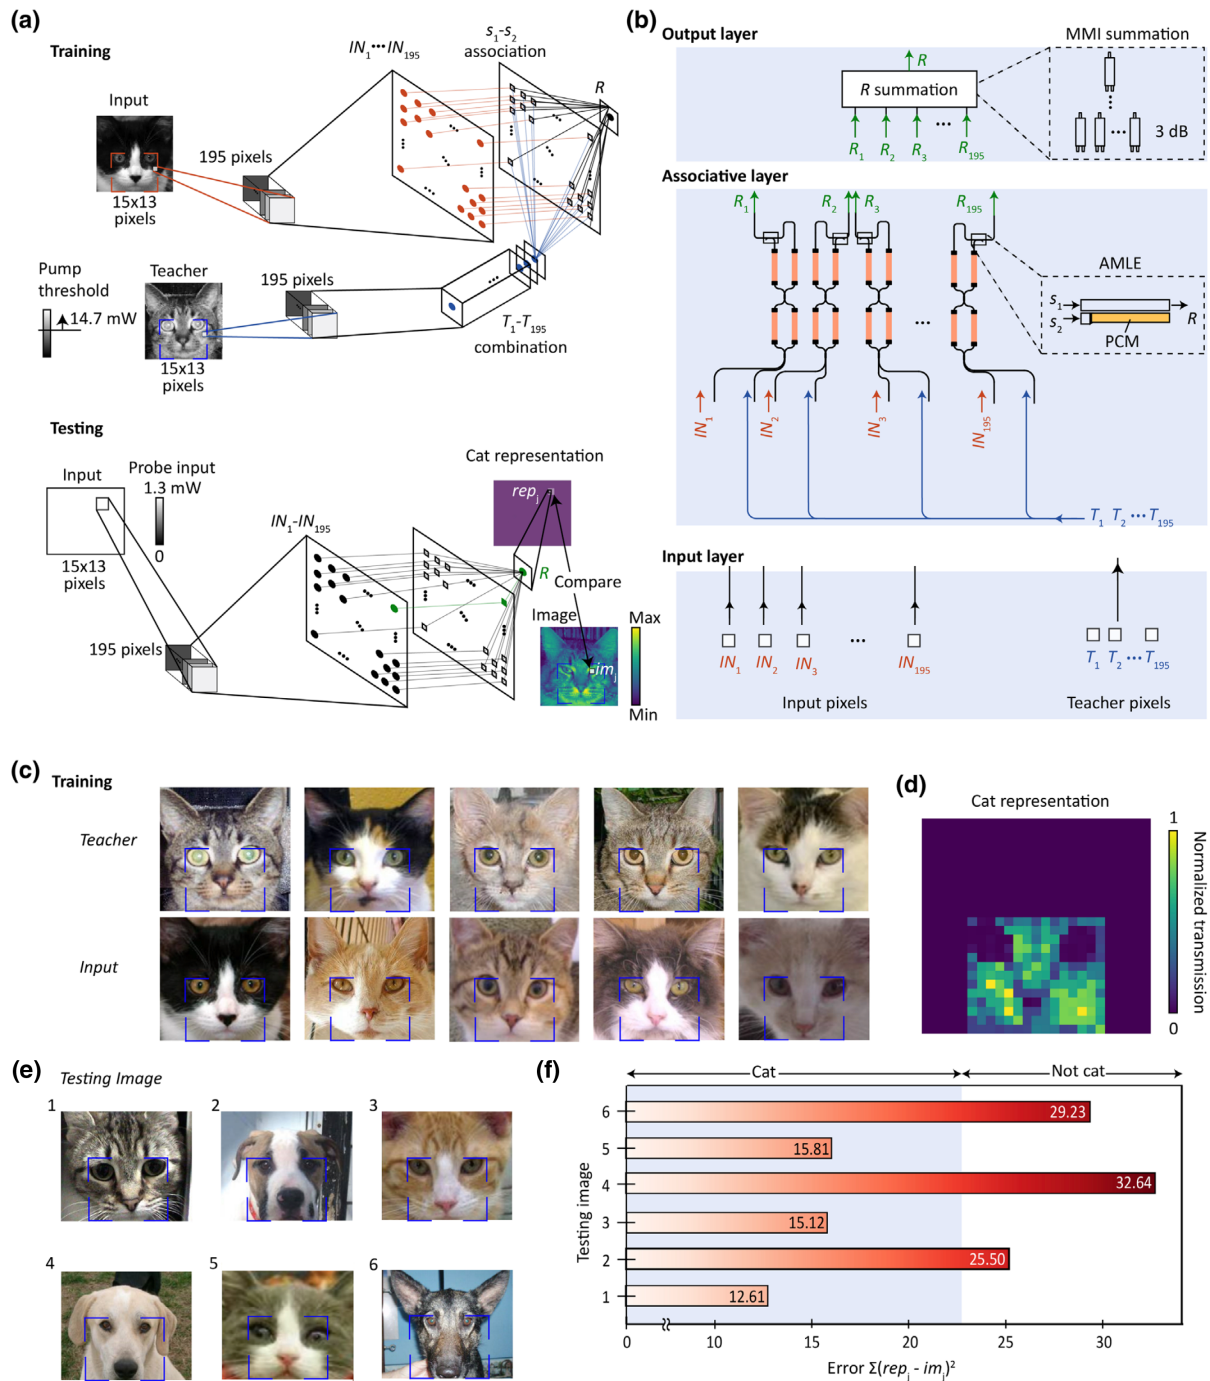 (a)
Training
Input
15x13
pixels
195 pixels
IN1•••IN195
s1-s2
association
R
Pump
threshold
14.7 mW
Teacher
15x13
pixels
195 pixels
T1-T195
combination
Testing
Input
15x13
pixels
Probe input
1.3 mW
0
195 pixels
IN1-IN195
R
Cat representation
repj
Compare
Image
imj
Max
Min
(b)
Output layer
R
R summation
R1 R2 R3 ••• R195
MMI summation
3 dB
Associative layer
R1 R2 R3 R195
AMLE
s1
s2
R
PCM
IN1 IN2 IN3 IN195
T1 T2 ••• T195
Input layer
IN1 IN2 IN3 ••• IN195
T1 T2 ••• T195
Input pixels
Teacher pixels
(c)
Training
Teacher
Input
(d)
Cat representation
1
0
Normalized transmission
(e)
Testing Image
1 2 3
4 5 6
(f)
Cat
Not cat
Testing image
6 29.23
5 15.81
4 32.64
3 15.12
2 25.50
1 12.61
0 10 15 20 25 30
Error Σ(repj - imj)²